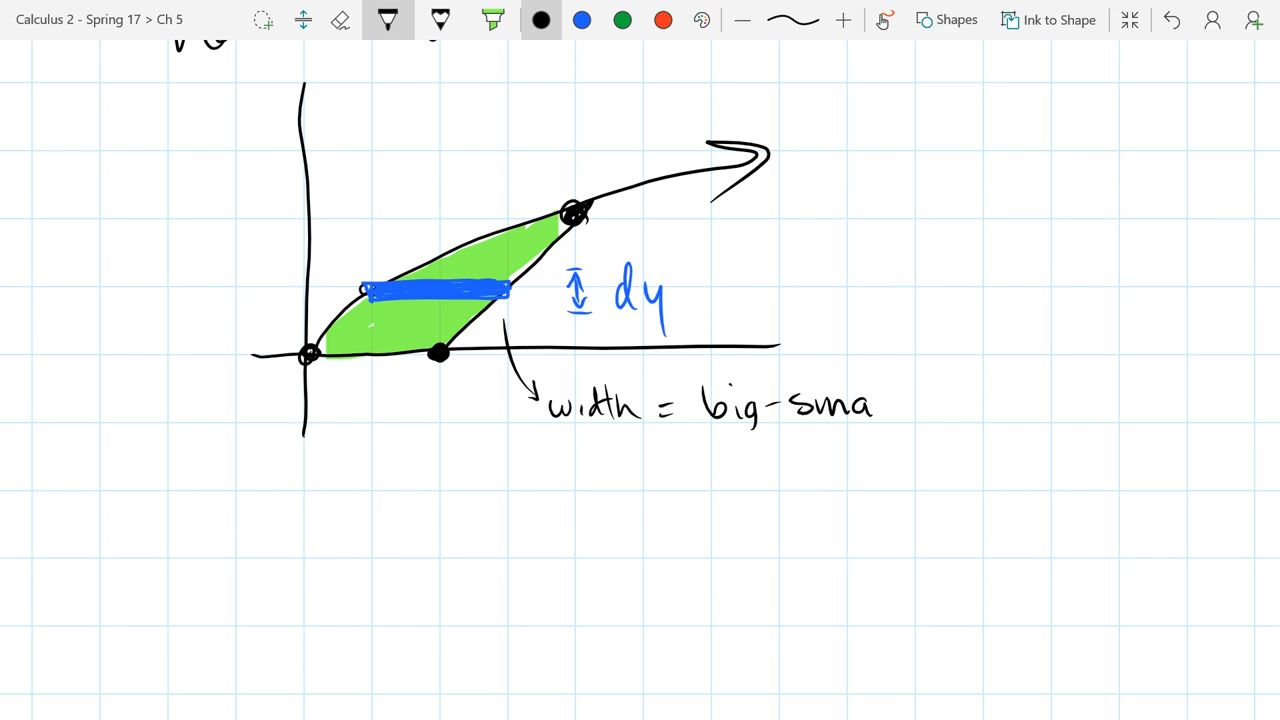 Calculus 2 - Spring 17 > Ch 5
Shapes
Ink to Shape
dy
width = big-sma